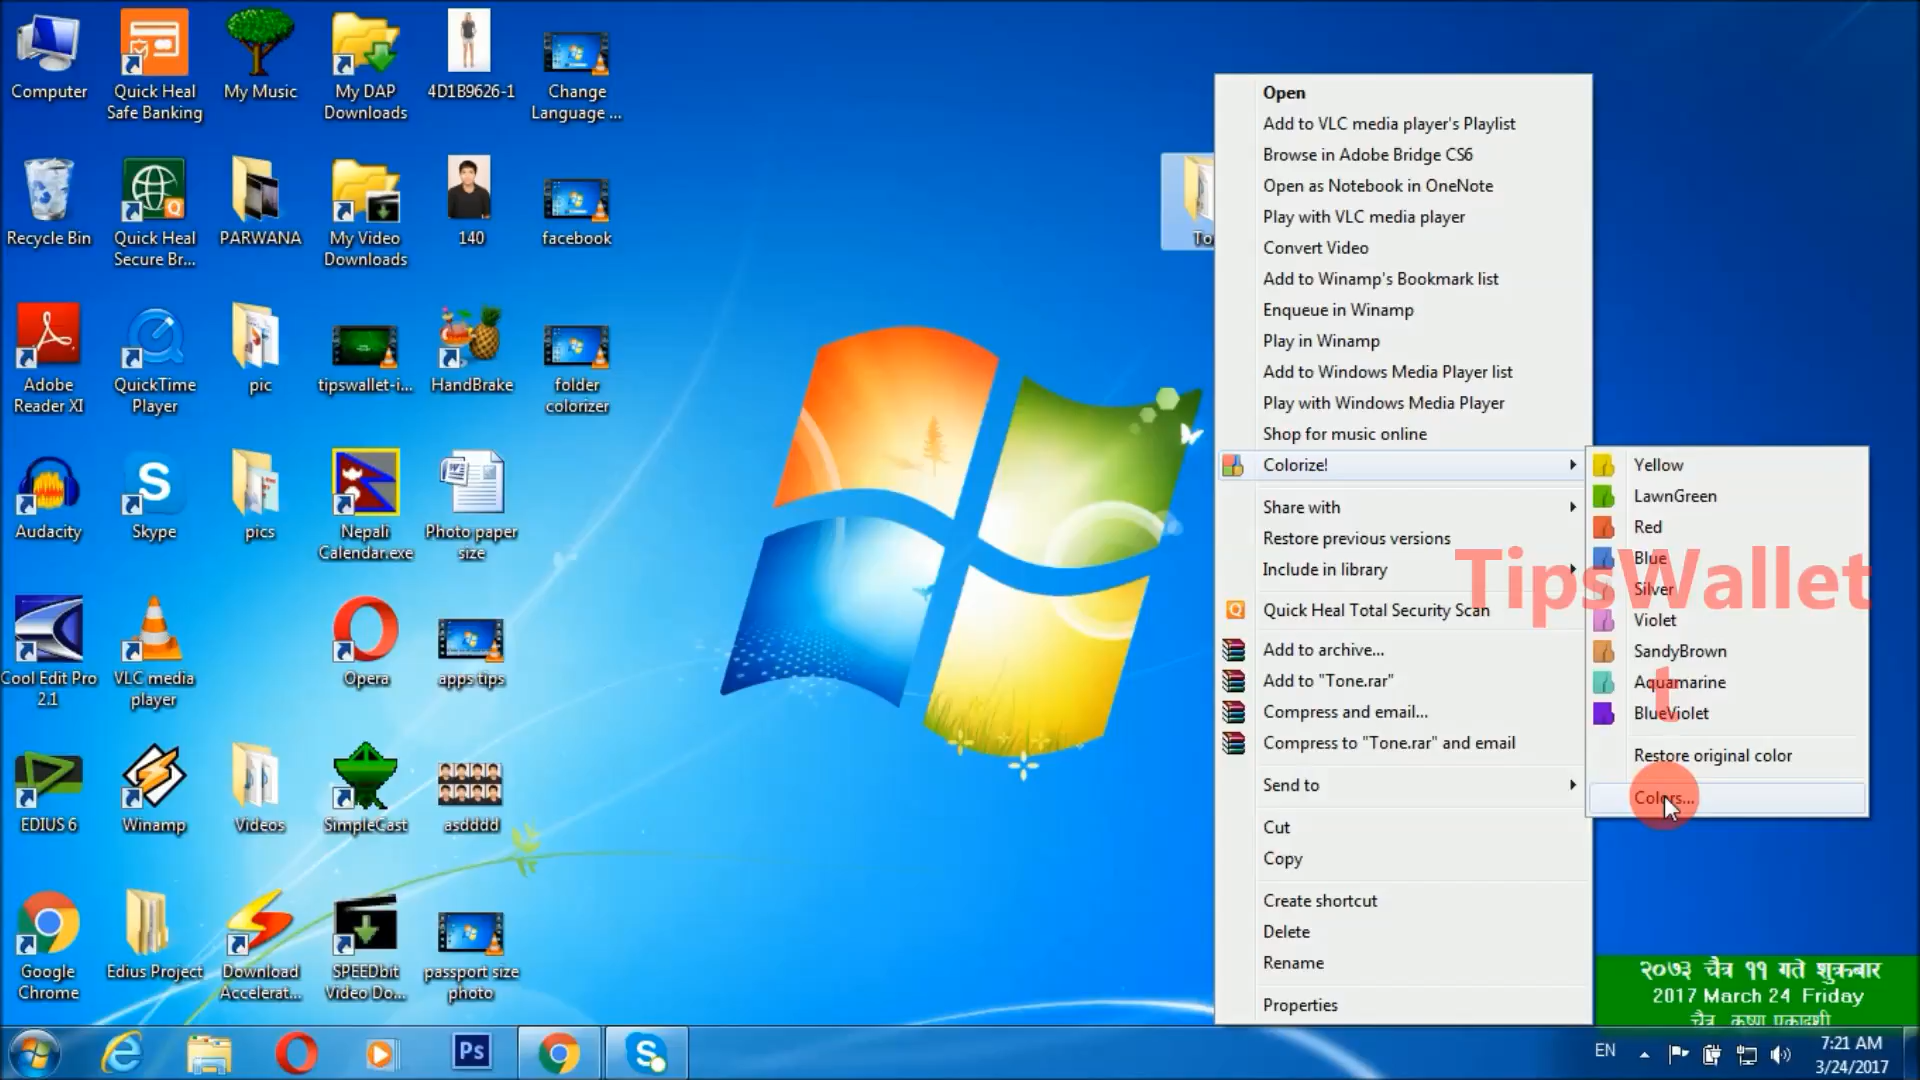 Computer
Quick Heal
Safe Banking
My Music
My DAP
Downloads
4D1B9626-1
Change
Language ...
Recycle Bin
Quick Heal
Secure Br...
PARWANA
My Video
Downloads
140
facebook
Adobe
Reader XI
QuickTime
Player
pic
tipswallet-i...
HandBrake
folder
colorizer
Audacity
Skype
pics
Nepali
Calendar.exe
Photo paper
size
Cool Edit Pro
2.1
VLC media
player
Opera
apps tips
EDIUS 6
Winamp
Videos
SimpleCast
asdddd
Google
Chrome
Edius Project
Download
Accelerat...
SPEEDbit
Video Do...
passport size
photo
To
Open
Add to VLC media player's Playlist
Browse in Adobe Bridge CS6
Open as Notebook in OneNote
Play with VLC media player
Convert Video
Add to Winamp's Bookmark list
Enqueue in Winamp
Play in Winamp
Add to Windows Media Player list
Play with Windows Media Player
Shop for music online
Colorize!
Share with
Restore previous versions
Include in library
Quick Heal Total Security Scan
Add to archive...
Add to "Tone.rar"
Compress and email...
Compress to "Tone.rar" and email
Send to
Cut
Copy
Create shortcut
Delete
Rename
Properties
Yellow
LawnGreen
Red
Blue
Silver
Violet
SandyBrown
Aquamarine
BlueViolet
Restore original color
Colors...
TipsWallet
t
२०७३ चैत्र ११ गते शुक्रबार
2017 March 24 Friday
चैत्र कृष्ण एकादशी
Ps
EN
7:21 AM
3/24/2017